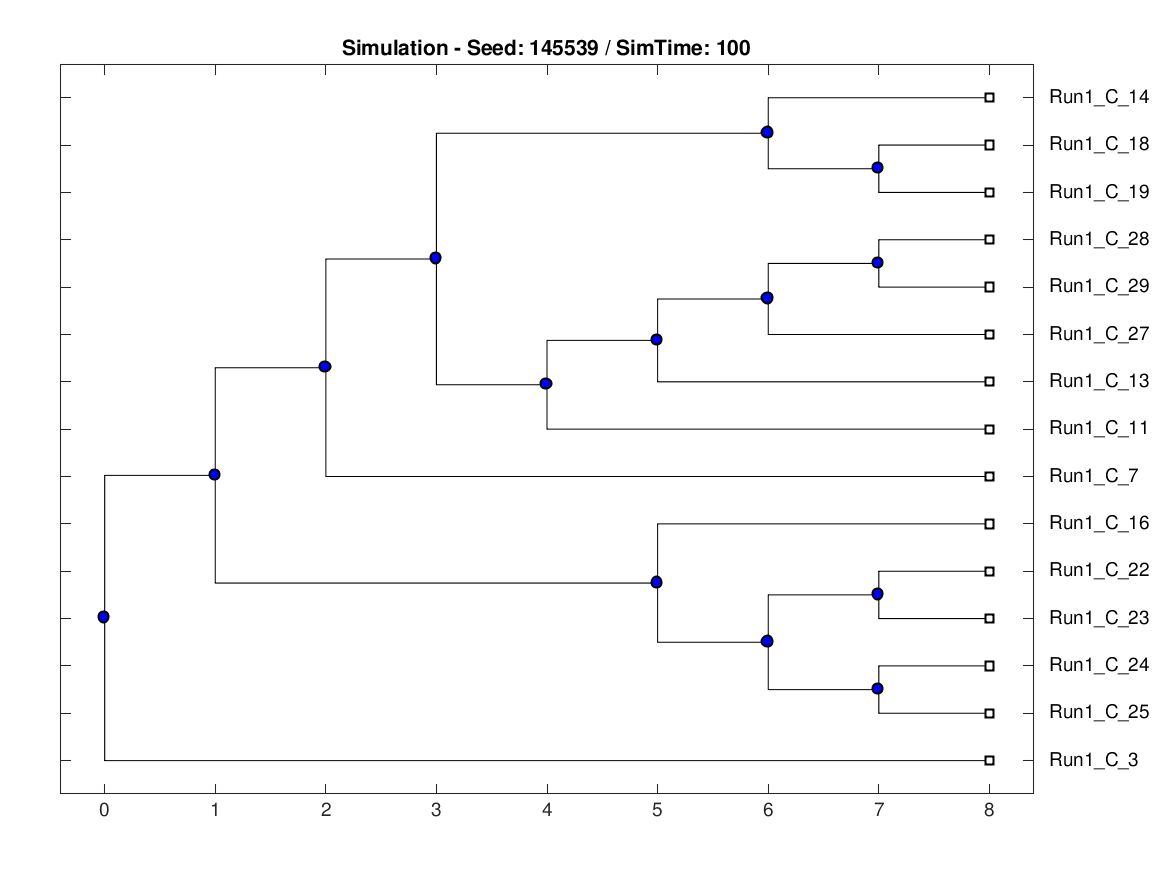 Simulation - Seed: 145539 / SimTime: 100
Run1_C_14
Run1_C_18
Run1_C_19
Run1_C_28
Run1_C_29
Run1_C_27
Run1_C_13
Run1_C_11
Run1_C_7
Run1_C_16
Run1_C_22
Run1_C_23
Run1_C_24
Run1_C_25
Run1_C_3
0 1 2 3 4 5 6 7 8